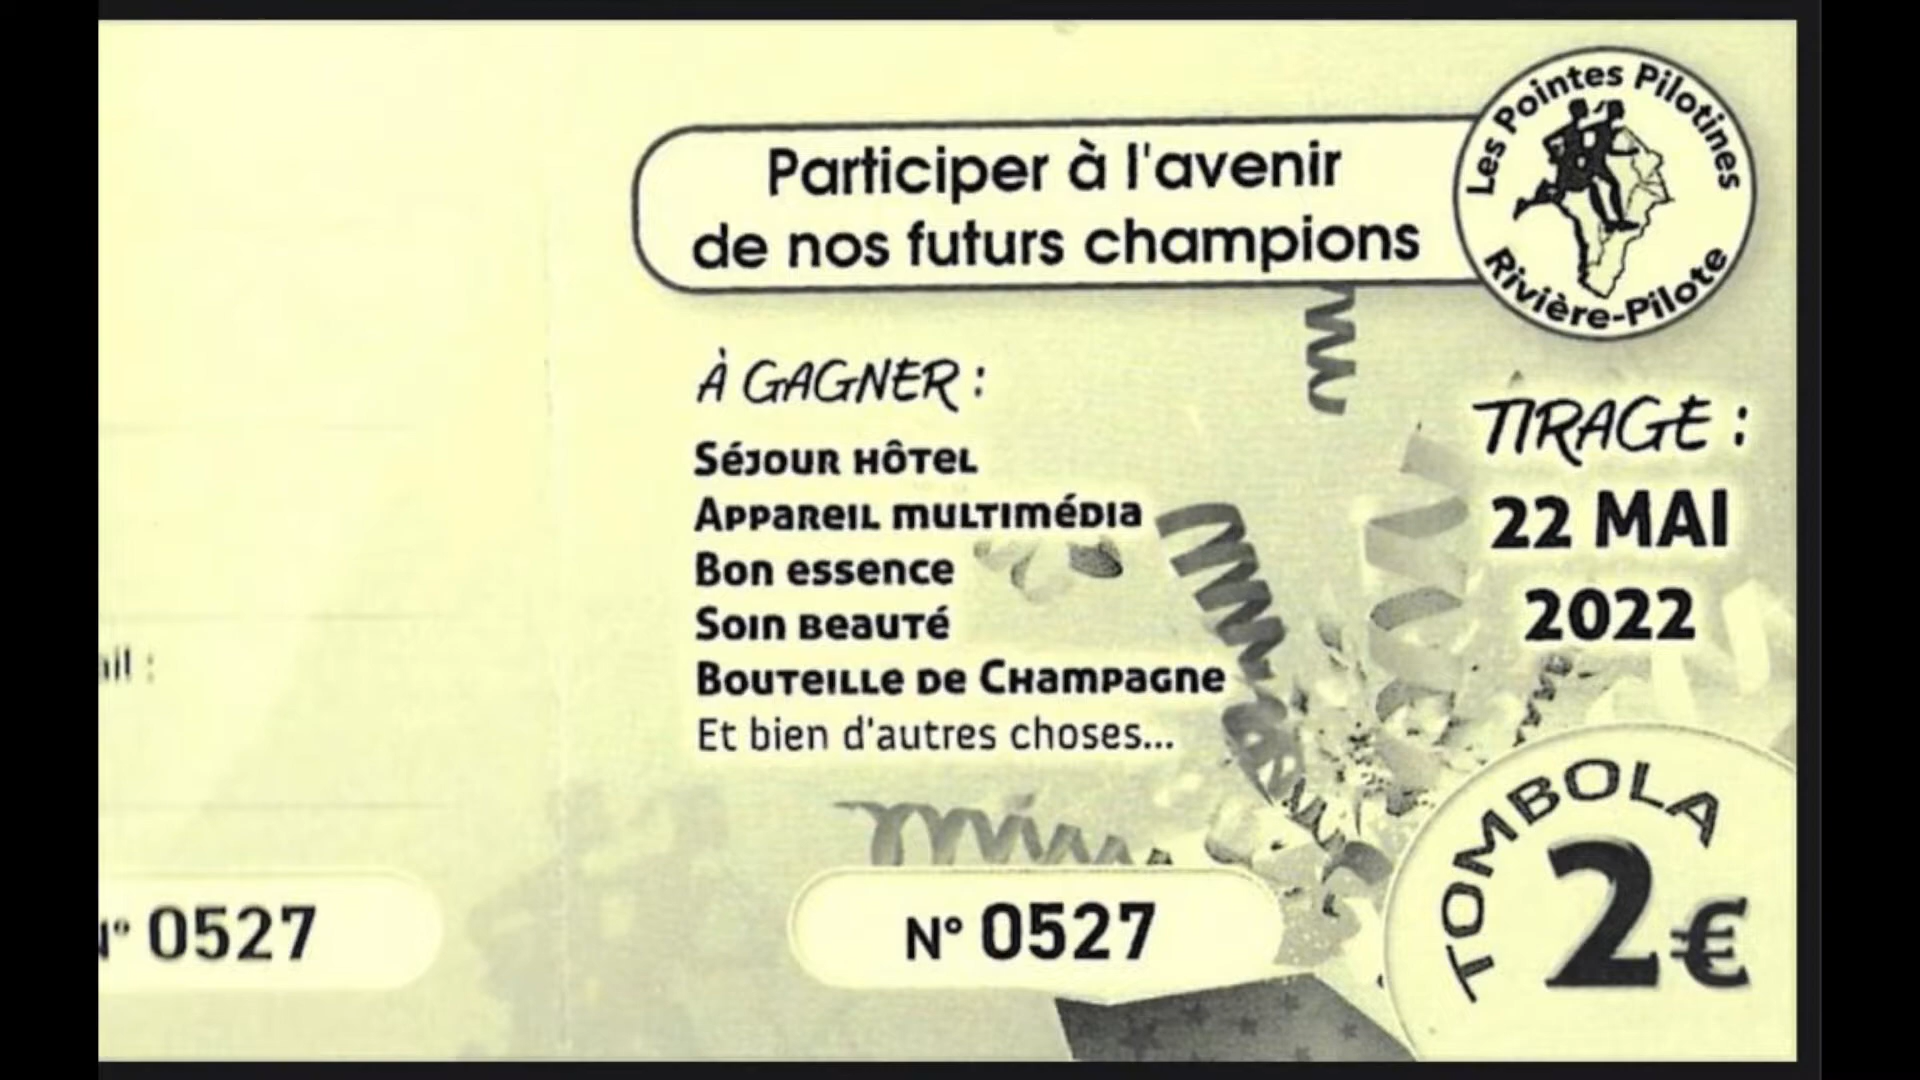 Participer à l'avenir
de nos futurs champions
Les Pointes Pilotines
Rivière-Pilote
À GAGNER :
Séjour hôtel
Appareil multimédia
Bon essence
Soin beauté
Bouteille de Champagne
Et bien d'autres choses...
TIRAGE :
22 MAI
2022
il :
N° 0527
N° 0527
TOMBOLA
2€